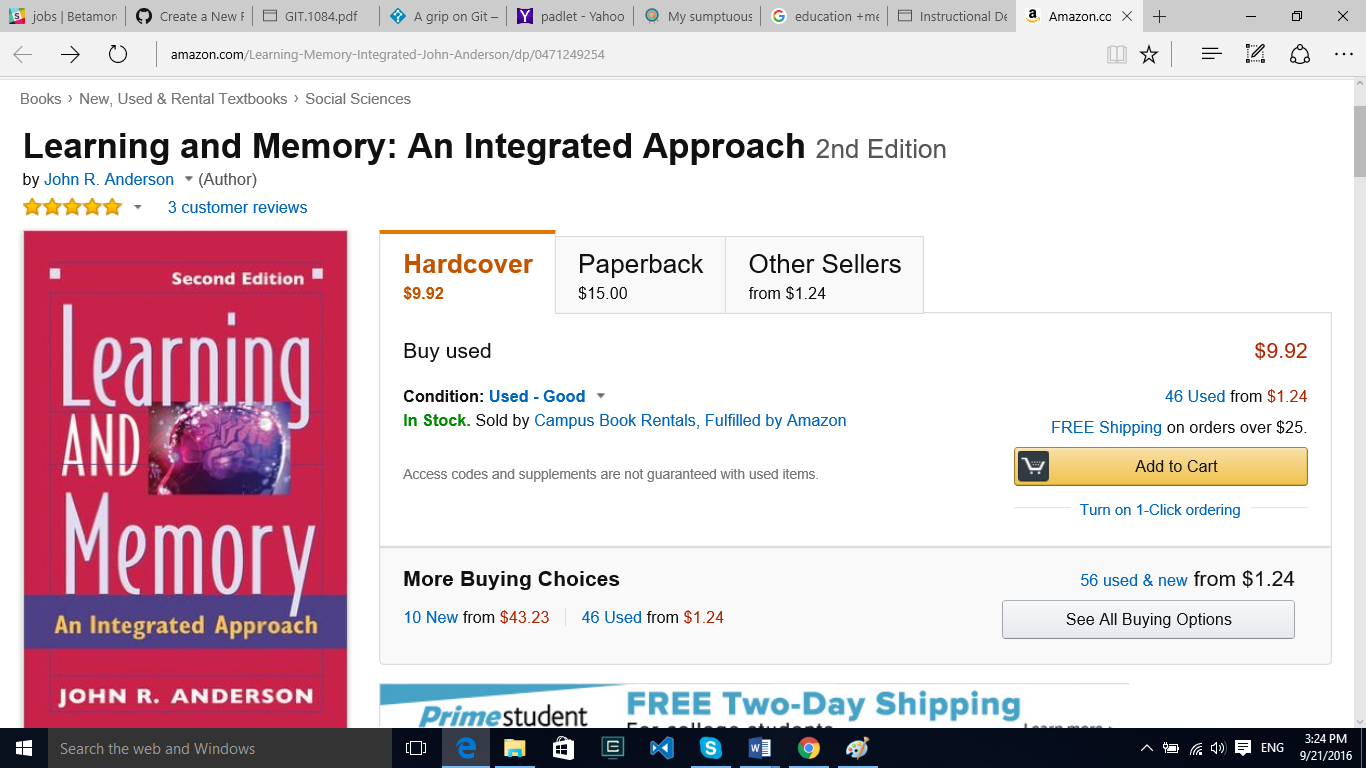 jobs | Betamor
Create a New F
GIT.1084.pdf
A grip on Git –
padlet - Yahoo
My sumptuous
education +me
Instructional De
Amazon.co
amazon.com/Learning-Memory-Integrated-John-Anderson/dp/0471249254
Books › New, Used & Rental Textbooks › Social Sciences
Learning and Memory: An Integrated Approach 2nd Edition
by John R. Anderson (Author)
3 customer reviews
Second Edition
Learning
AND
Memory
An Integrated Approach
JOHN R. ANDERSON
Hardcover
$9.92
Paperback
$15.00
Other Sellers
from $1.24
Buy used
$9.92
Condition: Used - Good
In Stock. Sold by Campus Book Rentals, Fulfilled by Amazon
Access codes and supplements are not guaranteed with used items.
46 Used from $1.24
FREE Shipping on orders over $25.
Add to Cart
Turn on 1-Click ordering
More Buying Choices
10 New from $43.23
46 Used from $1.24
56 used & new from $1.24
See All Buying Options
Prime student
FREE Two-Day Shipping
For college students
Learn more
Search the web and Windows
ENG
3:24 PM
9/21/2016